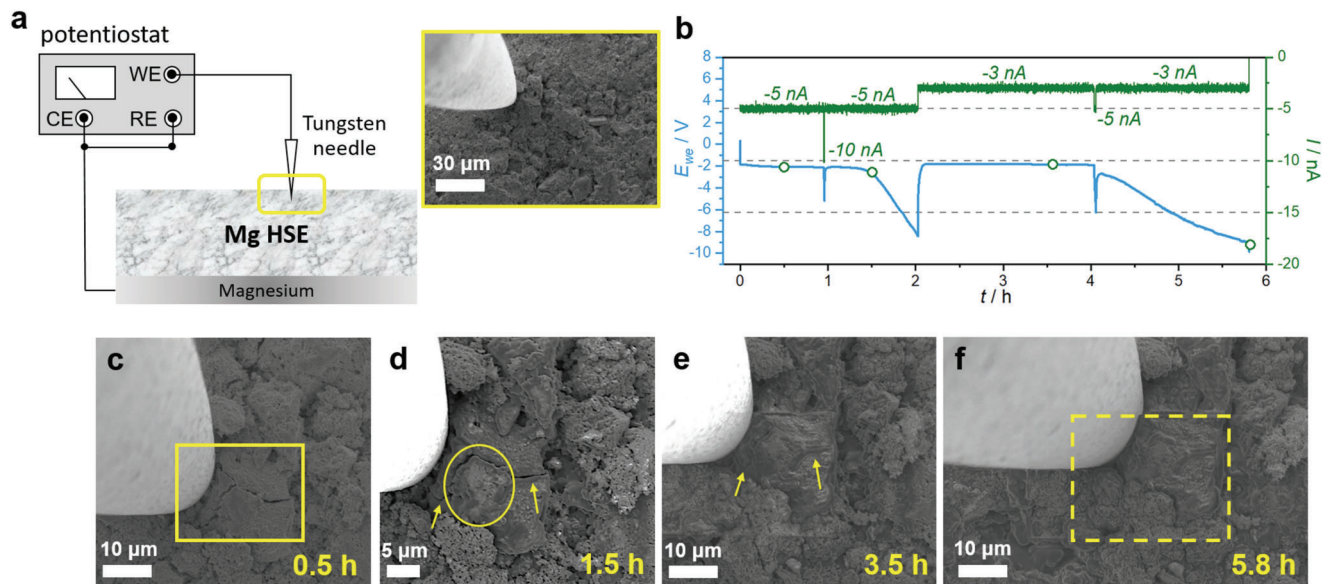 a
potentiostat
WE
CE
RE
Tungsten
needle
Mg HSE
Magnesium
30 µm
b
8
6
4
2
0
-2
-4
-6
-8
-10
E_we / V
-5 nA
-5 nA
-10 nA
-3 nA
-3 nA
-5 nA
0
-5
-10
-15
-20
I / nA
0
1
2
3
4
5
6
t / h
c
10 µm
0.5 h
d
5 µm
1.5 h
e
10 µm
3.5 h
f
10 µm
5.8 h